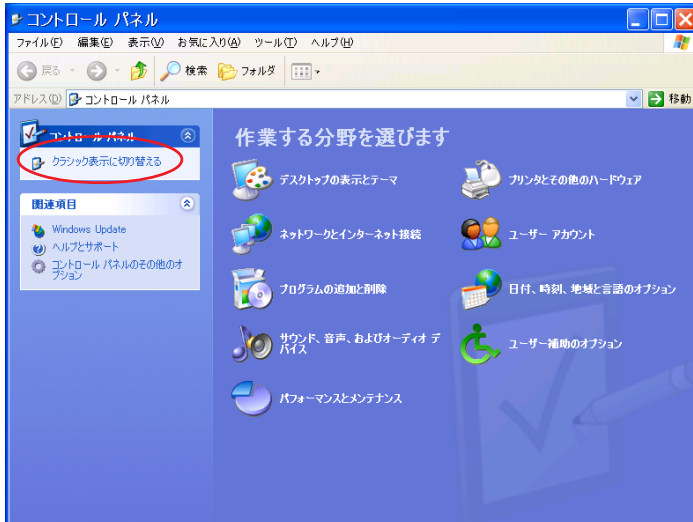 コントロール パネル
ファイル(F) 編集(E) 表示(V) お気に入り(A) ツール(T) ヘルプ(H)
戻る 検索 フォルダ
アドレス(D) コントロール パネル 移動
コントロール パネル
クラシック表示に切り替える
関連項目
Windows Update
ヘルプとサポート
コントロール パネルのその他のオ
プション
作業する分野を選びます
デスクトップの表示とテーマ
プリンタとその他のハードウェア
ネットワークとインターネット接続
ユーザー アカウント
プログラムの追加と削除
日付、時刻、地域と言語のオプション
サウンド、音声、およびオーディオ デ
バイス
ユーザー補助のオプション
パフォーマンスとメンテナンス